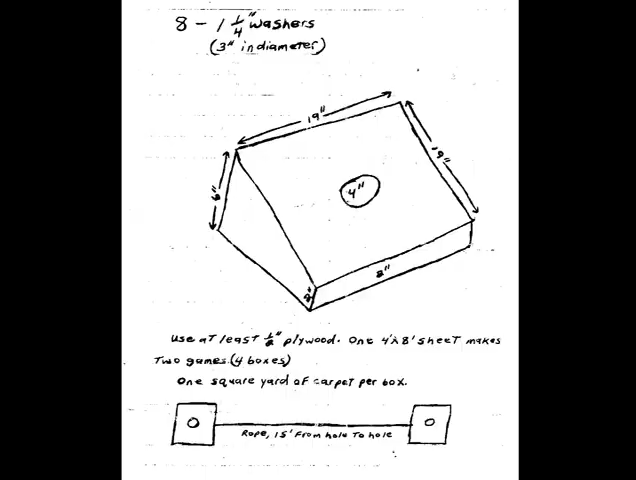 8 - 1 1/4" washers
(3" in diameter)
19"
19"
6"
4"
2"
2"
Use at least 1/2" plywood. One 4'x8' sheet makes
Two games. (4 boxes)
One square yard of carpet per box.
Rope, 15' From hole To hole